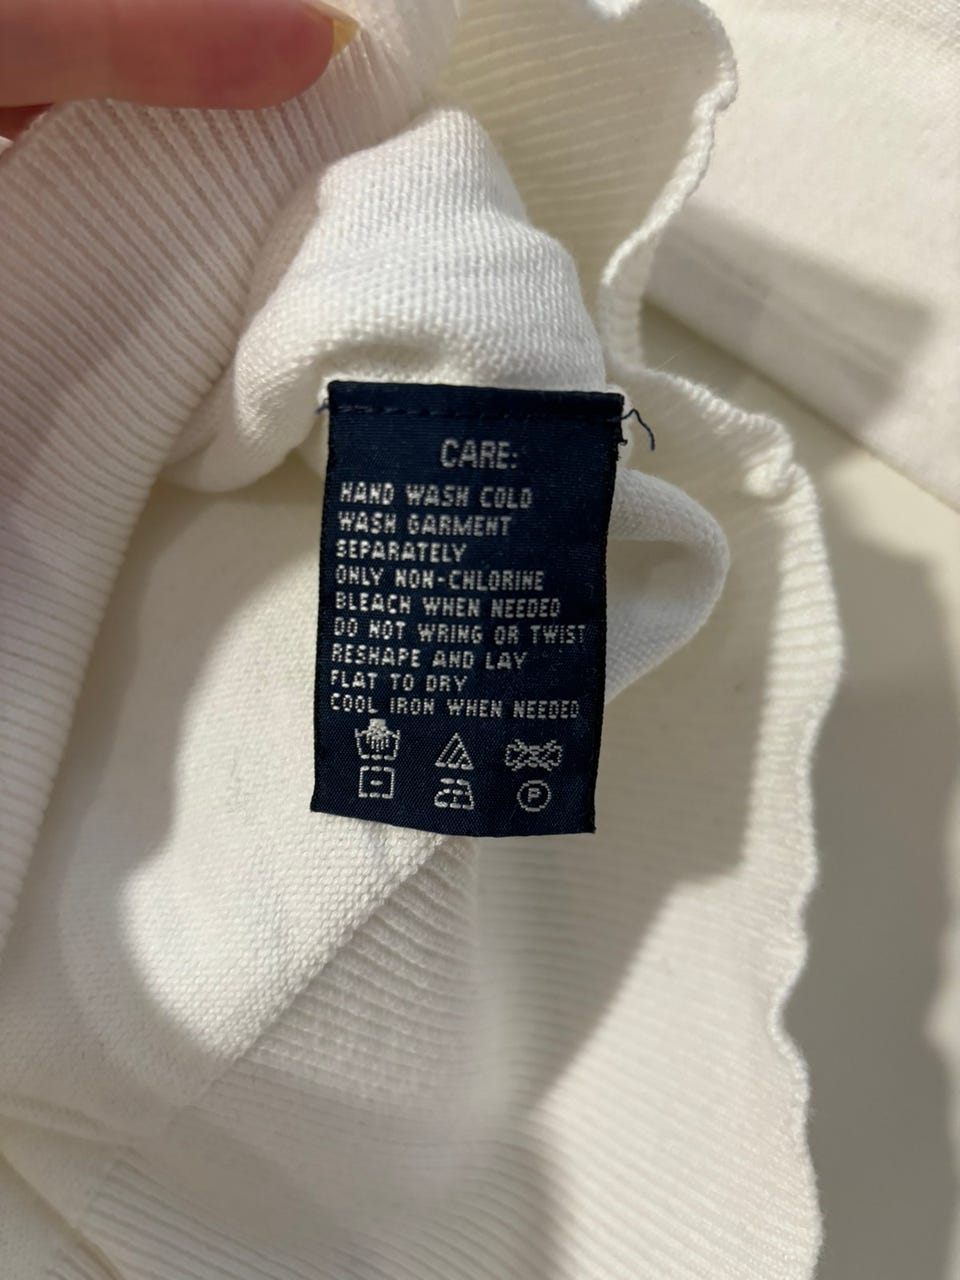 CARE:
HAND WASH COLD
WASH GARMENT
SEPARATELY
ONLY NON-CHLORINE
BLEACH WHEN NEEDED
DO NOT WRING OR TWIST
RESHAPE AND LAY
FLAT TO DRY
COOL IRON WHEN NEEDED
P